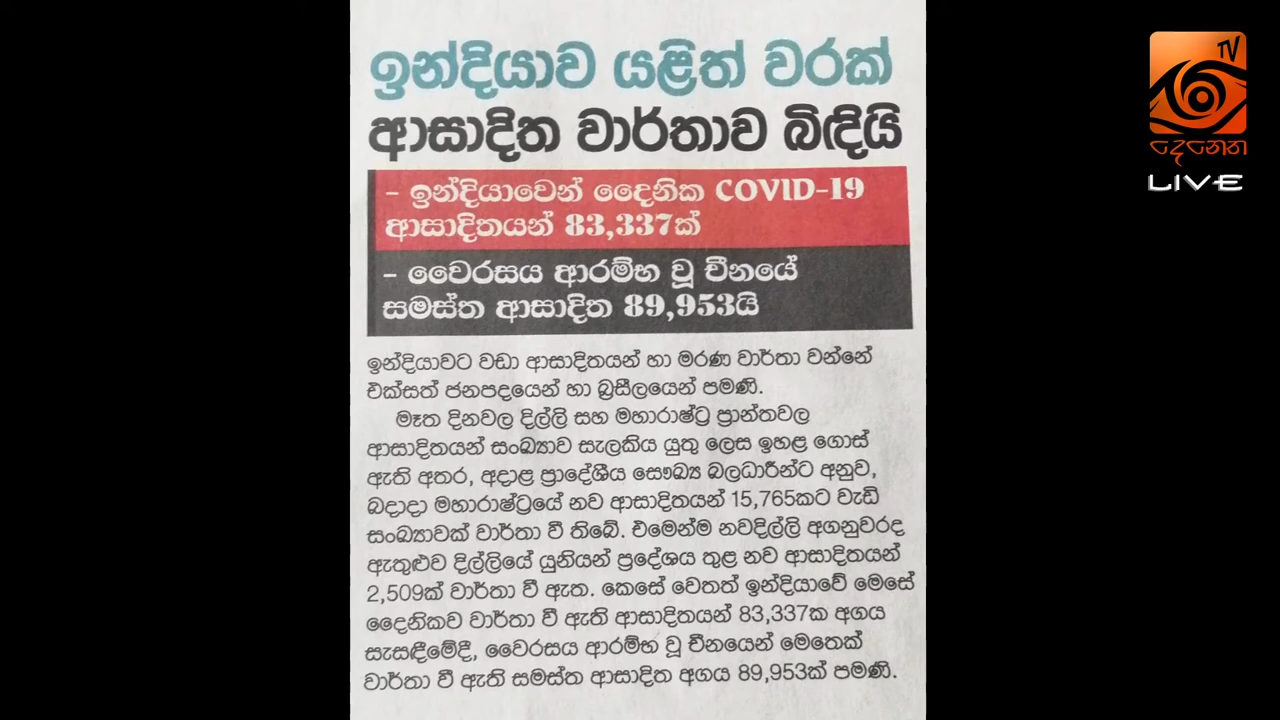 ඉන්දියාව යළිත් වරක්
ආසාදිත වාර්තාව බිඳියි
- ඉන්දියාවෙන් දෛනික COVID-19
ආසාදිතයන් 83,337ක්
- වෛරසය ආරම්භ වූ චීනයේ
සමස්ත ආසාදිත 89,953යි
ඉන්දියාවට වඩා ආසාදිතයන් හා මරණ වාර්තා වන්නේ
එක්සත් ජනපදයෙන් හා බ්‍රසීලයෙන් පමණි.
මෑත දිනවල දිල්ලි සහ මහාරාෂ්ට්‍ර ප්‍රාන්තවල
ආසාදිතයන් සංඛ්‍යාව සැලකිය යුතු ලෙස ඉහළ ගොස්
ඇති අතර, අදාළ ප්‍රාදේශීය සෞඛ්‍ය බලධාරීන්ට අනුව,
බදාදා මහාරාෂ්ට්‍රයේ නව ආසාදිතයන් 15,765කට වැඩි
සංඛ්‍යාවක් වාර්තා වී තිබේ. එමෙන්ම නවදිල්ලි අගනුවරද
ඇතුළුව දිල්ලියේ යුනියන් ප්‍රදේශය තුළ නව ආසාදිතයන්
2,509ක් වාර්තා වී ඇත. කෙසේ වෙතත් ඉන්දියාවේ මෙසේ
දෛනිකව වාර්තා වී ඇති ආසාදිතයන් 83,337ක අගය
සැසඳීමේදී, වෛරසය ආරම්භ වූ චීනයෙන් මෙතෙක්
වාර්තා වී ඇති සමස්ත ආසාදිත අගය 89,953ක් පමණි.
TV
දෙනෙත
LIVE